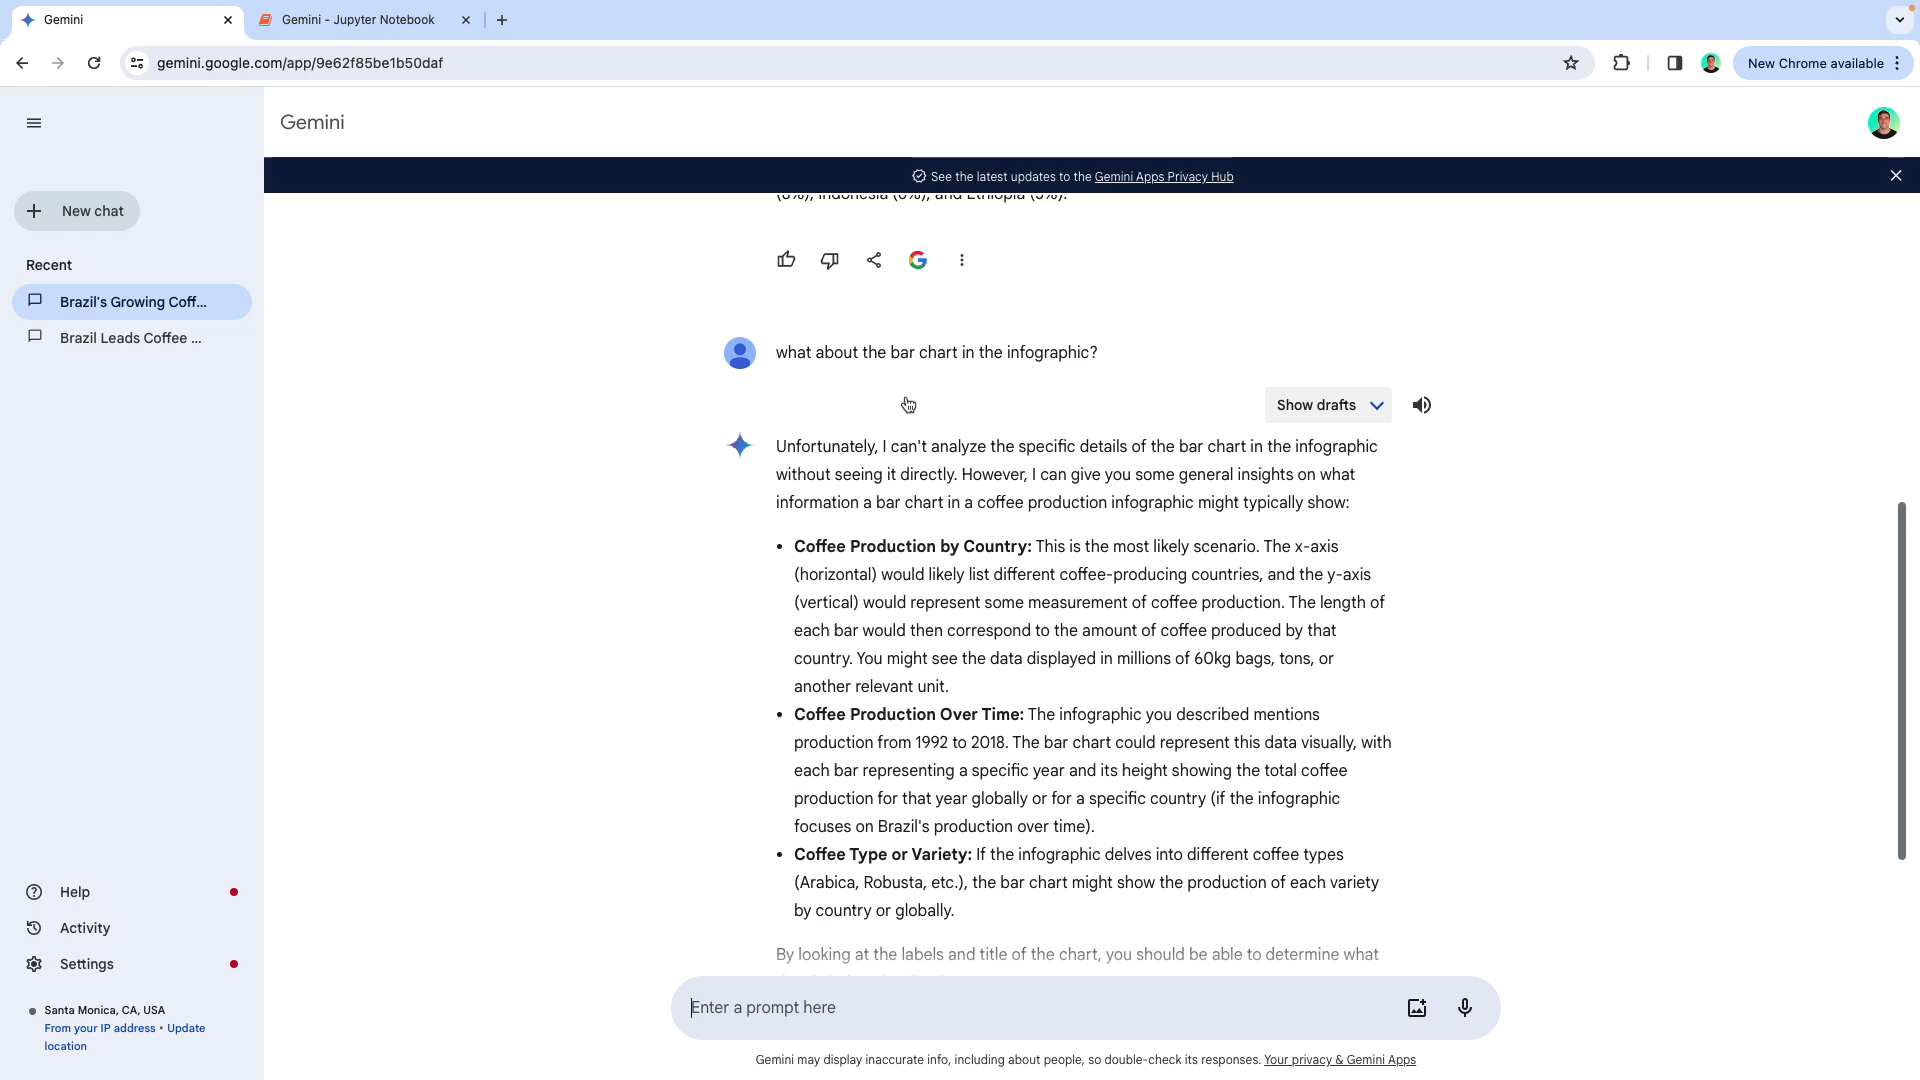 Gemini
Gemini - Jupyter Notebook
gemini.google.com/app/9e62f85be1b50daf
New Chrome available
Gemini
See the latest updates to the Gemini Apps Privacy Hub
New chat
Recent
Brazil's Growing Coff...
Brazil Leads Coffee ...
(6%), Indonesia (6%), and Ethiopia (5%).
what about the bar chart in the infographic?
Show drafts
Unfortunately, I can't analyze the specific details of the bar chart in the infographic
without seeing it directly. However, I can give you some general insights on what
information a bar chart in a coffee production infographic might typically show:
• Coffee Production by Country: This is the most likely scenario. The x-axis
(horizontal) would likely list different coffee-producing countries, and the y-axis
(vertical) would represent some measurement of coffee production. The length of
each bar would then correspond to the amount of coffee produced by that
country. You might see the data displayed in millions of 60kg bags, tons, or
another relevant unit.
• Coffee Production Over Time: The infographic you described mentions
production from 1992 to 2018. The bar chart could represent this data visually, with
each bar representing a specific year and its height showing the total coffee
production for that year globally or for a specific country (if the infographic
focuses on Brazil's production over time).
• Coffee Type or Variety: If the infographic delves into different coffee types
(Arabica, Robusta, etc.), the bar chart might show the production of each variety
by country or globally.
By looking at the labels and title of the chart, you should be able to determine what
Enter a prompt here
Gemini may display inaccurate info, including about people, so double-check its responses. Your privacy & Gemini Apps
Help
Activity
Settings
Santa Monica, CA, USA
From your IP address • Update
location